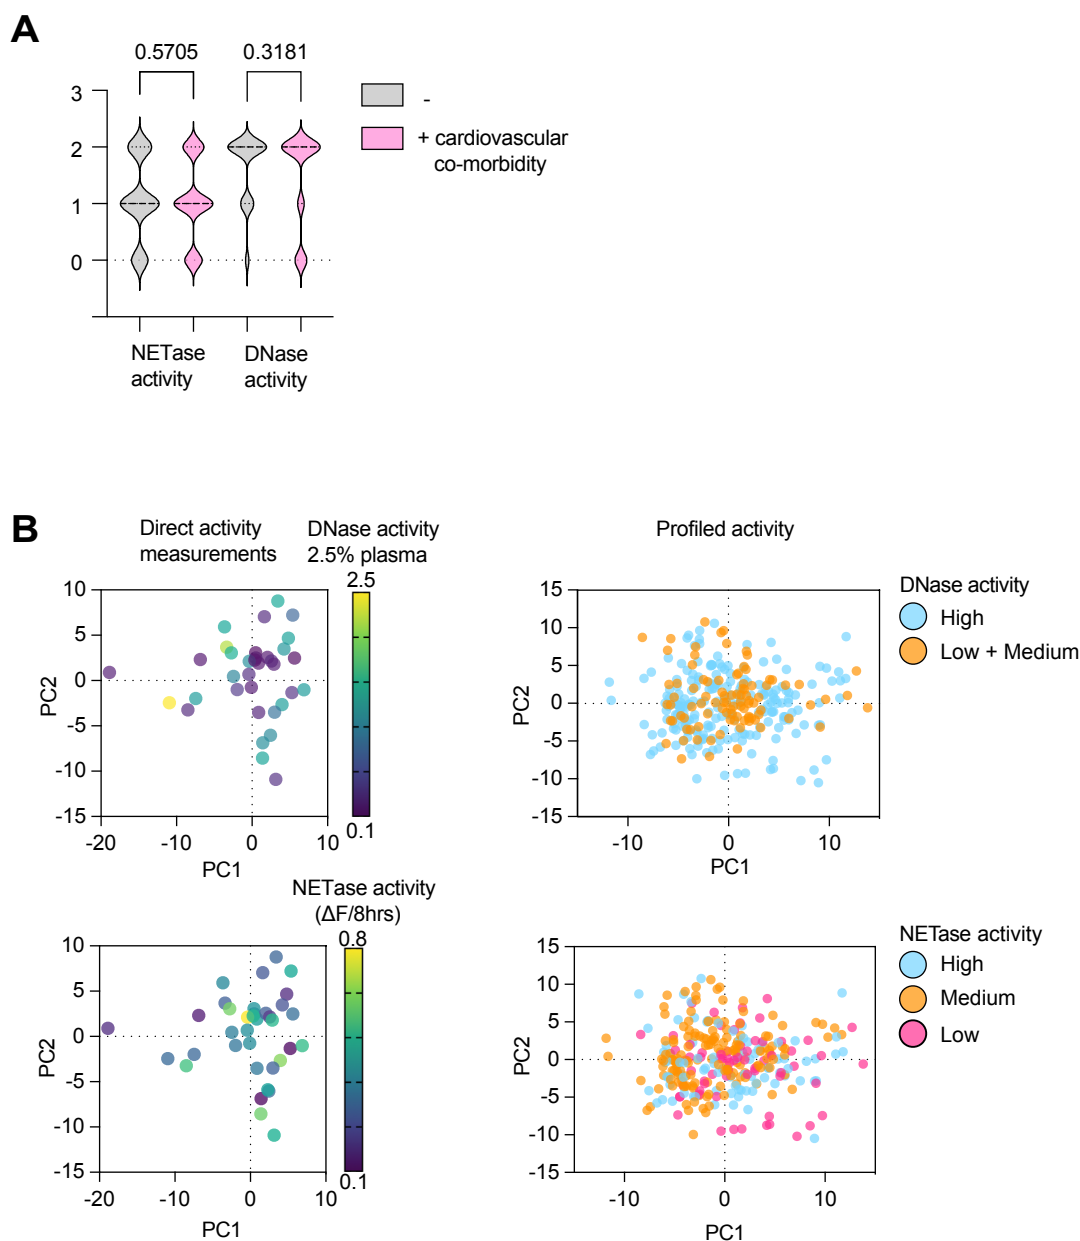 A
0.5705 0.3181
3
2
1
0
-
+ cardiovascular
co-morbidity
NETase
activity
DNase
activity
B
Direct activity
measurements
DNase activity
2.5% plasma
2.5
0.1
10
5
0
-5
-10
-15
PC2
-20 -10 0 10
PC1
Profiled activity
15
10
5
0
-5
-10
-15
PC2
-10 0 10
PC1
DNase activity
High
Low + Medium
NETase activity
(ΔF/8hrs)
0.8
0.1
10
5
0
-5
-10
-15
PC2
-20 -10 0 10
PC1
15
10
5
0
-5
-10
-15
PC2
-10 0 10
PC1
NETase activity
High
Medium
Low